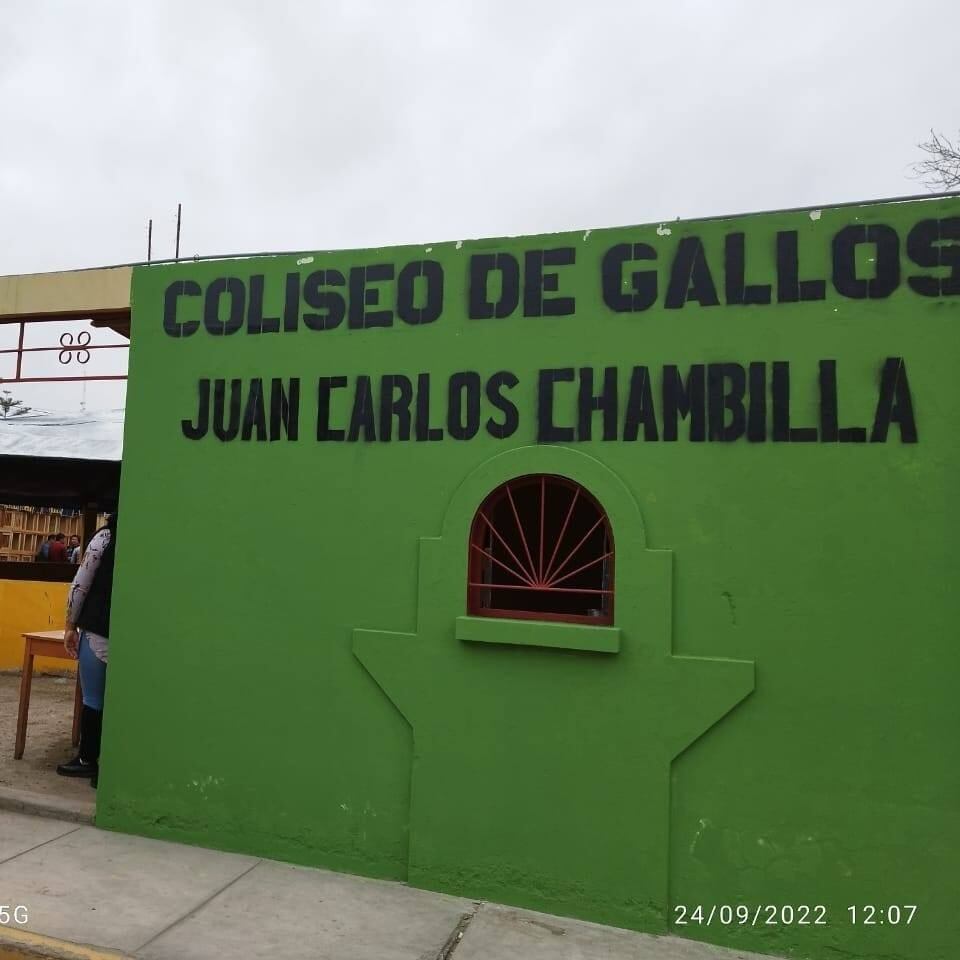 COLISEO DE GALLOS
JUAN CARLOS CHAMBILLA
5G
24/09/2022 12:07